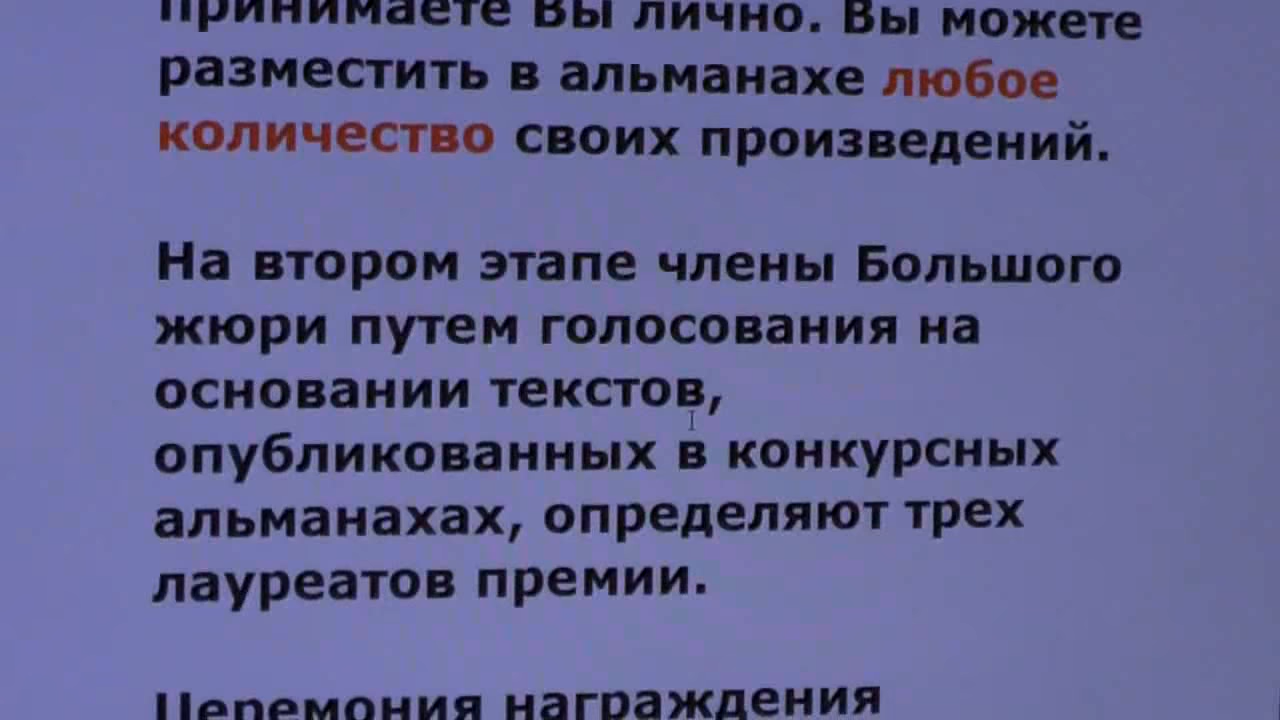 принимаете Вы лично. Вы можете
разместить в альманахе любое
количество своих произведений.
На втором этапе члены Большого
жюри путем голосования на
основании текстов,
опубликованных в конкурсных
альманахах, определяют трех
лауреатов премии.
Церемония награждения